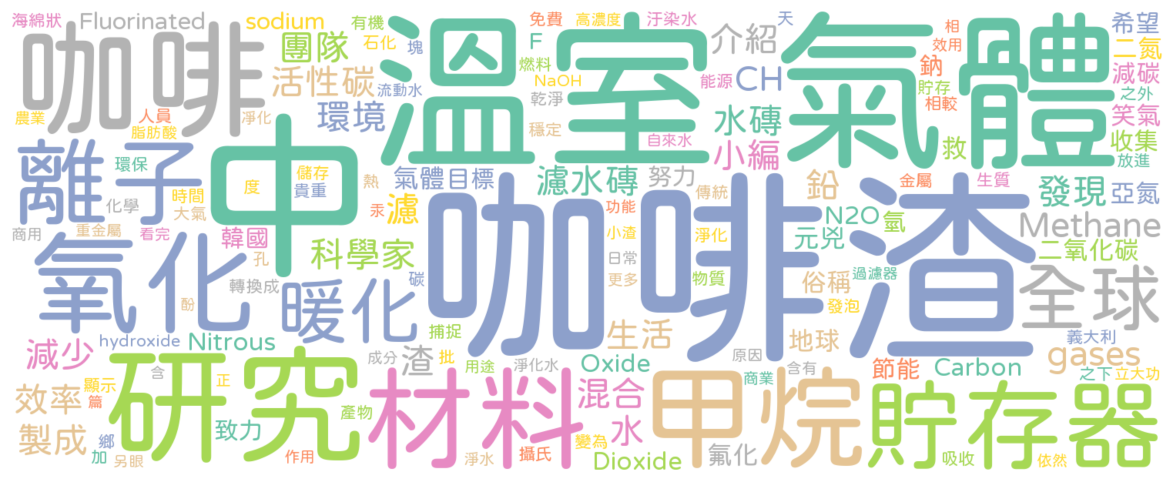 海綿狀 Fluorinated sodium 有機 免費 高濃度 汙染水 天 相 希望
咖啡 團隊 石化 F 塊 溫室氣體 介紹 效用 二氮
活性碳 流動水 燃料 NaOH 能源 CH 鈉 貯存 減碳
農業 人員 淨化 環境 乾淨 水磚 相較 之外 笑氣
脂肪酸 穩定 自來水 小編 救 收集 放進
離子 環保 中 度 儲存 貴重 熱 氣體目標 濾水磚 努力 鉛 金屬 生質 發現 亞氮
化學 時間 大氣 汞 濾 咖啡渣 傳統 功能 N2O 氫 Methane
商用 重金屬 看完 韓國 孔 科學家 小渣 淨化 元兇 二氧化碳
氧化 轉換成 碳 日常 更多 物質 俗稱 過濾器 全球
酚 暖化 捕捉 生活 發泡 地球 義大利
減少 hydroxide Nitrous 成分 渣 批 用途 淨化水 Oxide 原因 含有 商業 節能 Carbon gases 之下 立大功
效率 顯示 篇 含 正 研究 材料 混合 甲烷 貯存器
製成 鄉 加 另眼 致力 產物 作用 淨水 攝氏 變為 水 Dioxide 氟化 吸收 依然